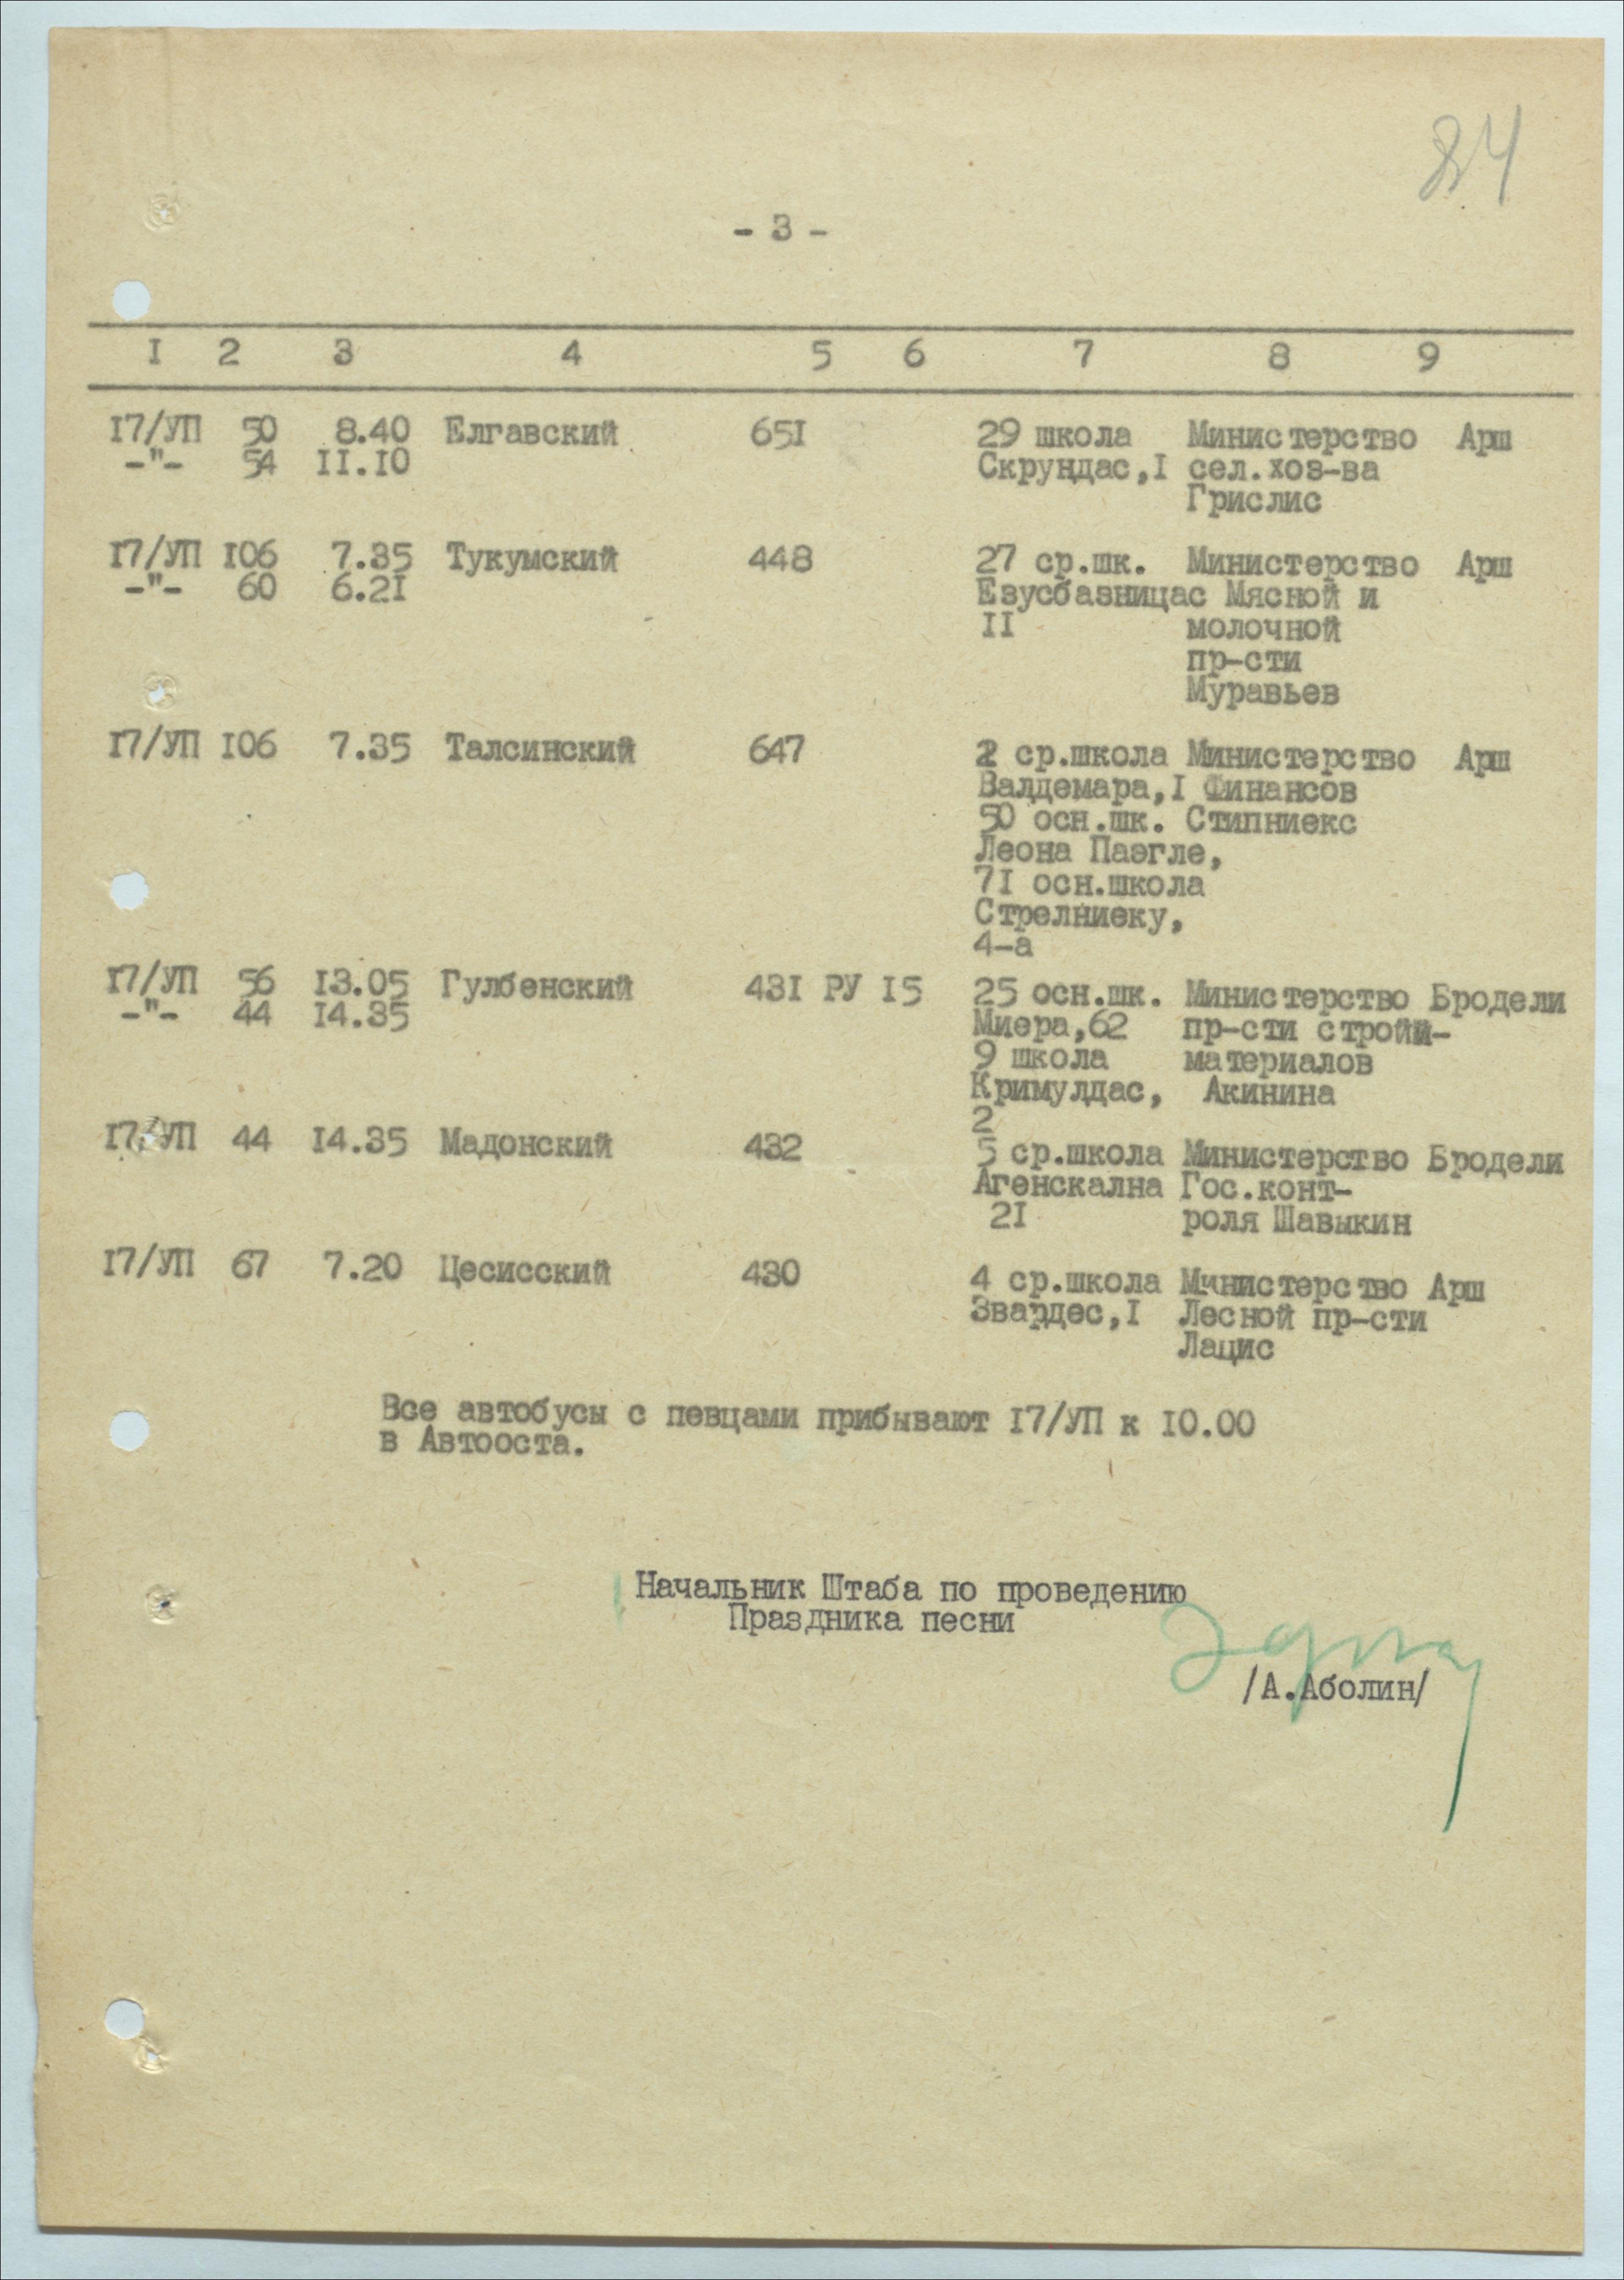 84
- 3 -
I 2 3 4 5 6 7 8 9
I7/УП 50 8.40 Елгавский 65I 29 школа Министерство Арш
-"- 54 II.IO Скрундас,I сел.хоз-ва
Грислис
I7/УП I06 7.35 Тукумский 448 27 ср.шк. Министерство Арш
-"- 60 6.2I Езусбазницас Мясной и
II молочной
пр-сти
Муравьев
I7/УП I06 7.35 Талсинский 647 2 ср.школа Министерство Арш
Валдемара,I Финансов
50 осн.шк. Стипниекс
Леона Паэгле,
7I осн.школа
Стрелниеку,
4-а
I7/УП 56 I3.05 Гулбенский 43I РУ I5 25 осн.шк. Министерство Бродели
-"- 44 I4.35 Миера,62 пр-сти строй-
9 школа материалов
Кримулдас, Акинина
2
I7/УП 44 I4.35 Мадонский 432 5 ср.школа Министерство Бродели
Агенскална Гос.конт-
2I роля Шавыкин
I7/УП 67 7.20 Цесисский 430 4 ср.школа Министерство Арш
Звардес,I Лесной пр-сти
Лацис
Все автобусы с певцами прибывают I7/УП к I0.00
в Автооста.
Начальник Штаба по проведению
Праздника песни
/А.Аболин/